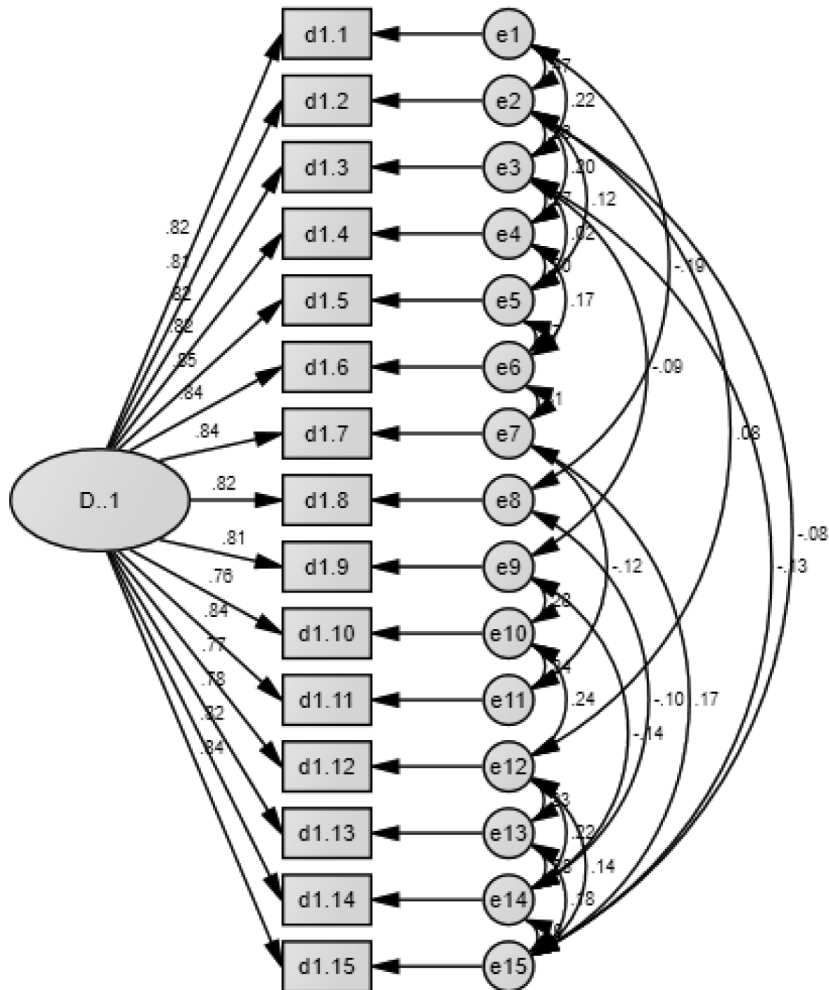 d1.1
e1
.22
d1.2
e2
d1.3
e3
.20
.12
.82
d1.4
e4
.02
.81
-.19
.82
d1.5
e5
.17
.82
.85
d1.6
e6
-.09
.84
.84
d1.7
e7
.08
D..1
.82
d1.8
e8
-.08
.81
d1.9
e9
-.12
-.13
.76
.28
.84
d1.10
e10
.77
.78
d1.11
e11
.24
-.10
.17
.82
-.14
.84
d1.12
e12
d1.13
e13
.22
.14
d1.14
e14
.18
d1.15
e15